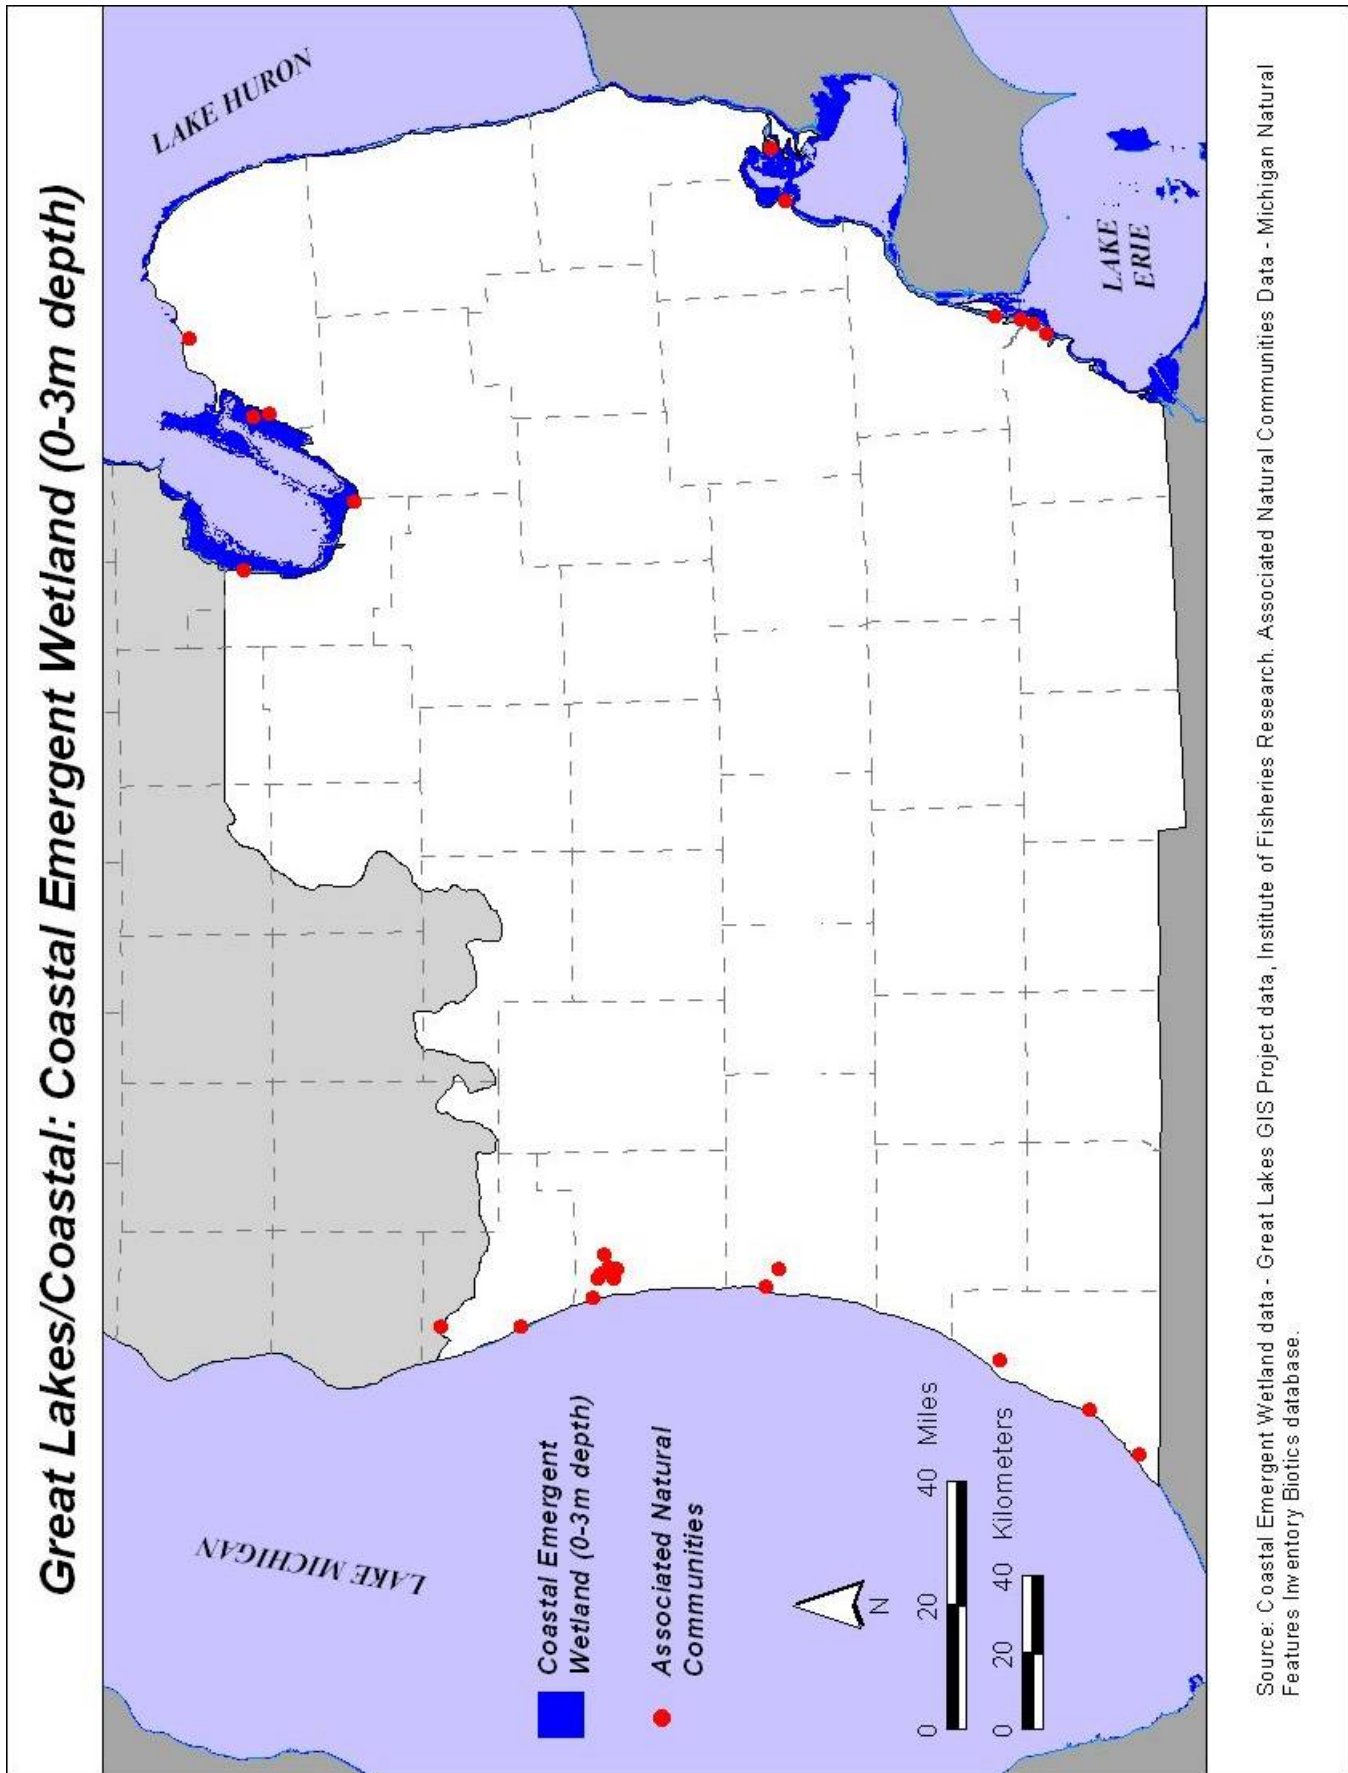 Great Lakes/Coastal: Coastal Emergent Wetland (0-3m depth)
LAKE HURON
LAKE MICHIGAN
LAKE
ERIE
Coastal Emergent
Wetland (0-3m depth)
Associated Natural
Communities
N
0 20 40 Miles
0 20 40 Kilometers
Source: Coastal Emergent Wetland data - Great Lakes GIS Project data, Institute of Fisheries Research. Associated Natural Communities Data - Michigan Natural
Features Inventory Biotics database.